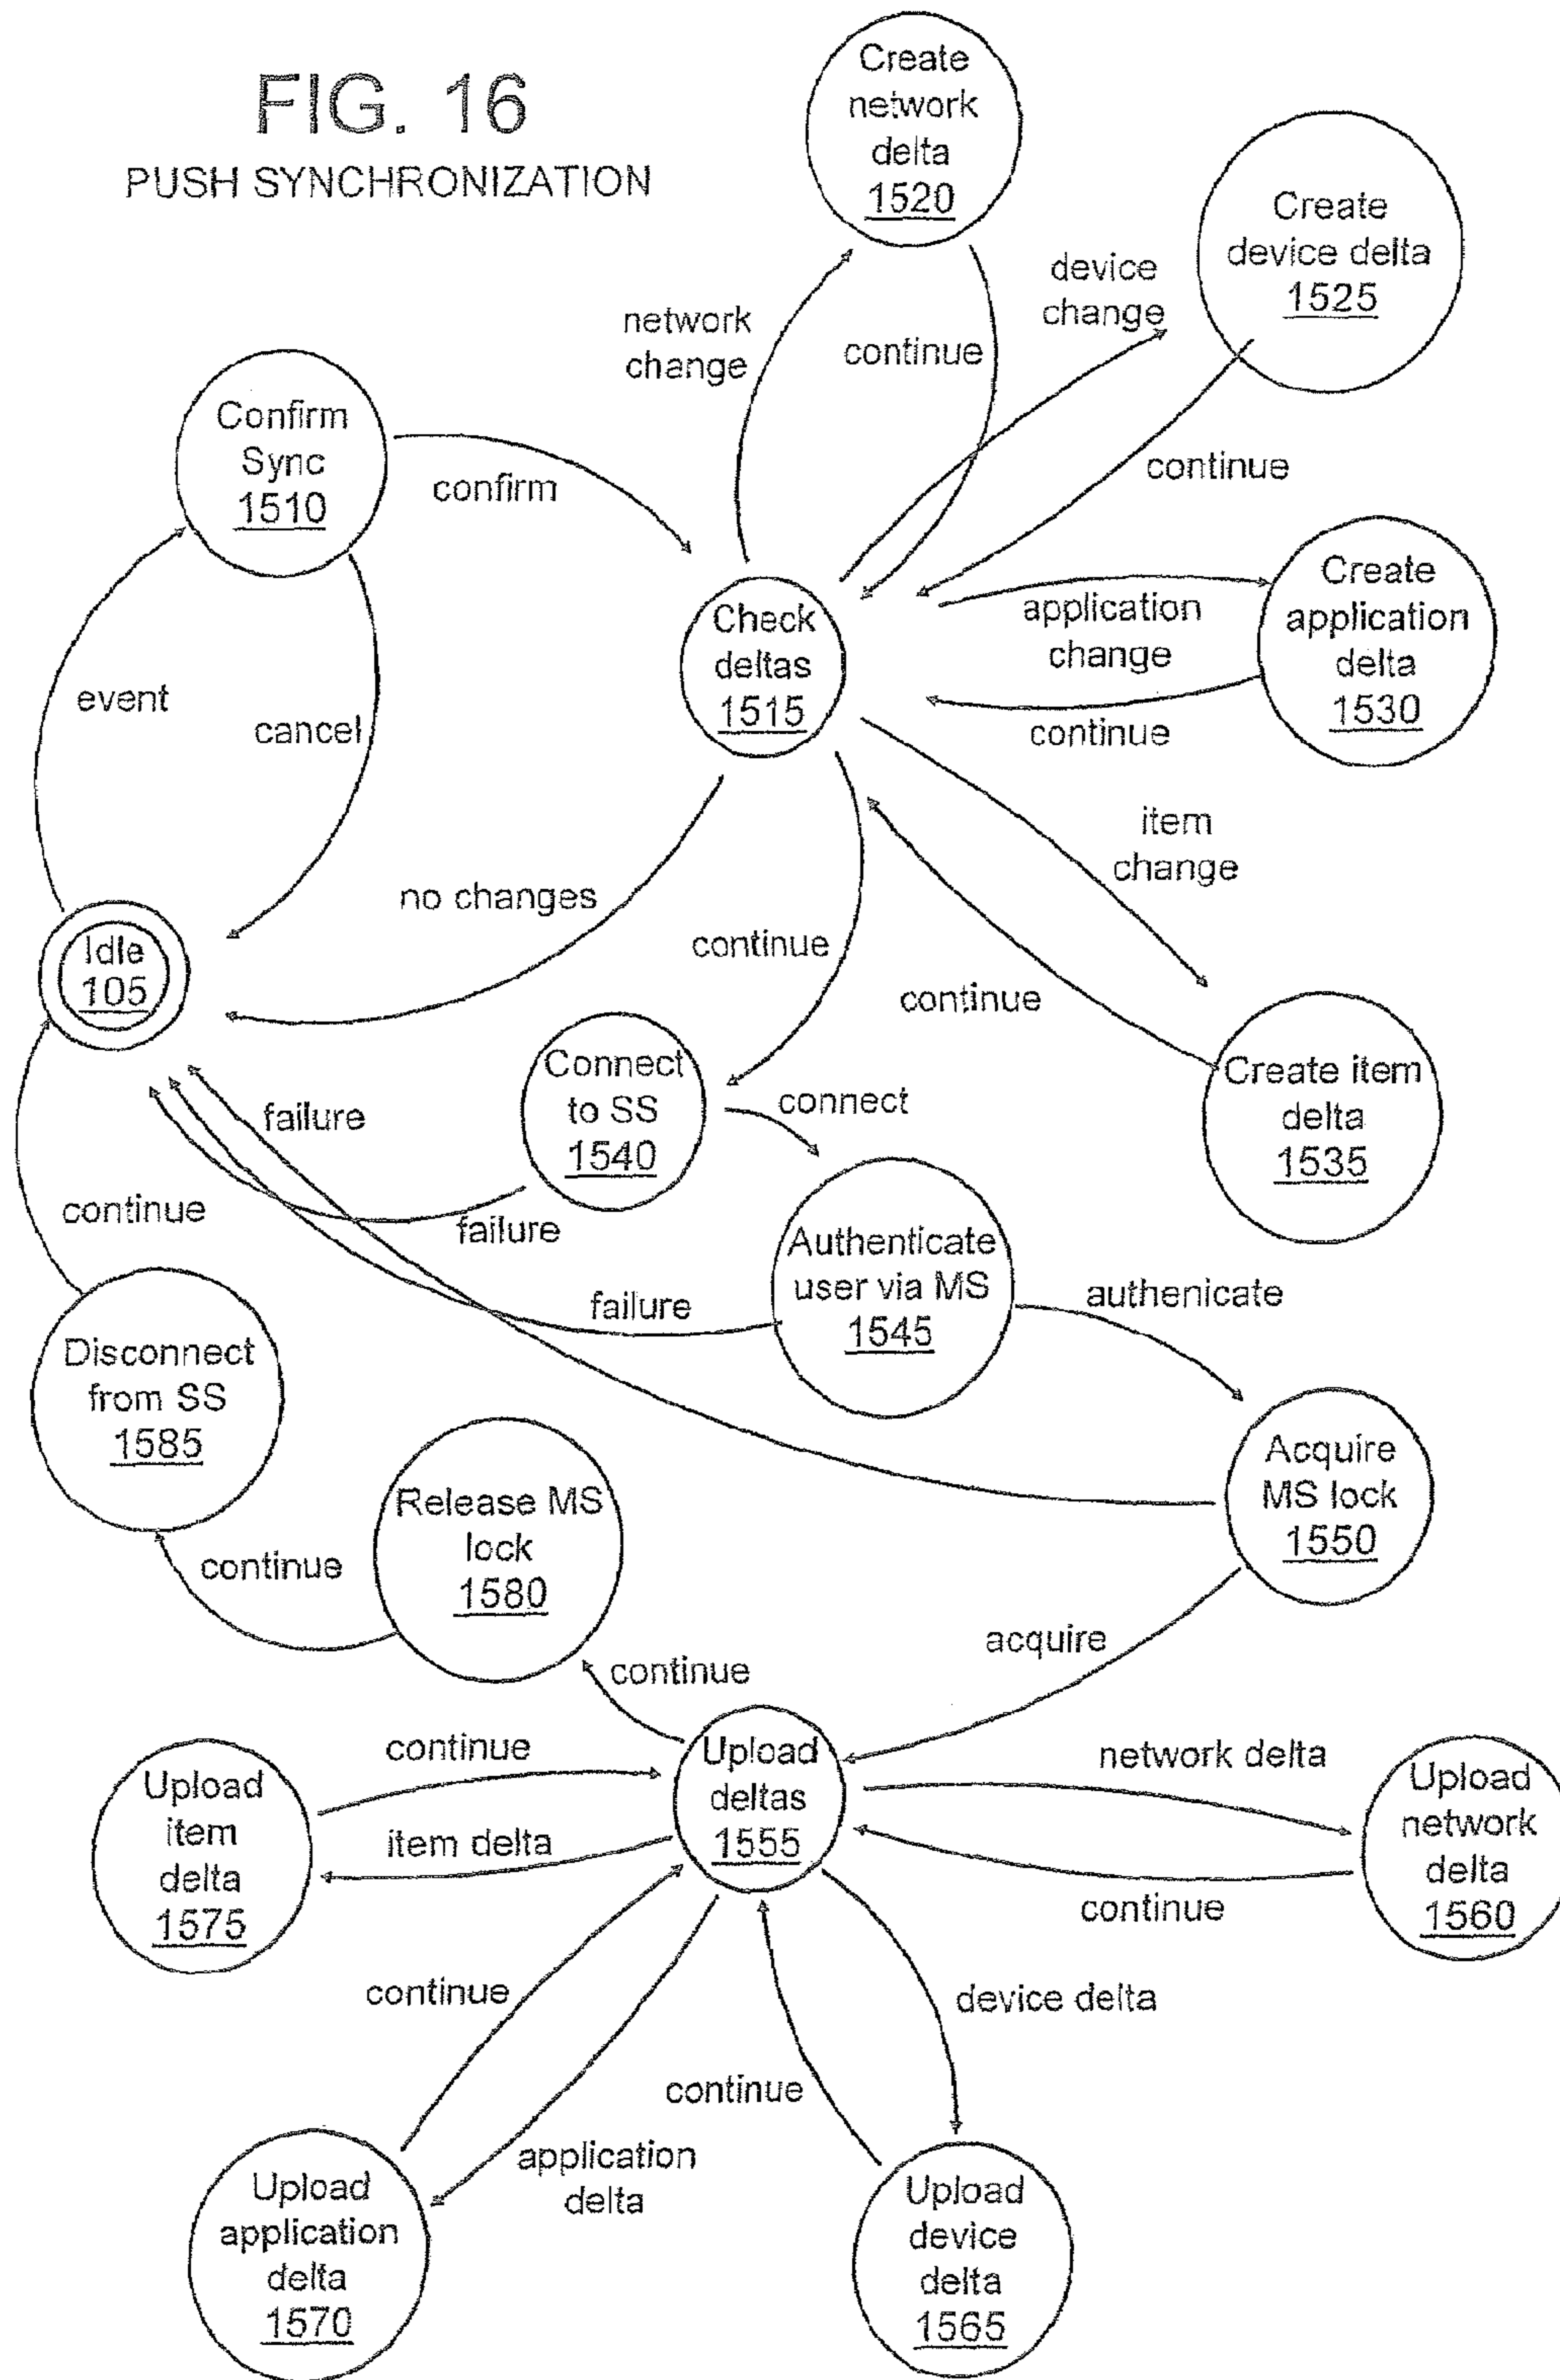 FIG. 16
PUSH SYNCHRONIZATION
Create
network
delta
1520
Create
device delta
1525
device
change
network
change
continue
Confirm
Sync
1510
confirm
continue
Create
application
delta
1530
application
change
continue
Check
deltas
1515
event
cancel
item
change
no changes
continue
continue
Idle
105
Connect
to SS
1540
connect
Create item
delta
1535
failure
failure
continue
Authenticate
user via MS
1545
failure
authenicate
Disconnect
from SS
1585
Acquire
MS lock
1550
Release MS
lock
1580
continue
acquire
continue
Upload
deltas
1555
continue
network delta
Upload
item
delta
1575
item delta
Upload
network
delta
1560
continue
continue
device delta
continue
application
delta
Upload
application
delta
1570
Upload
device
delta
1565